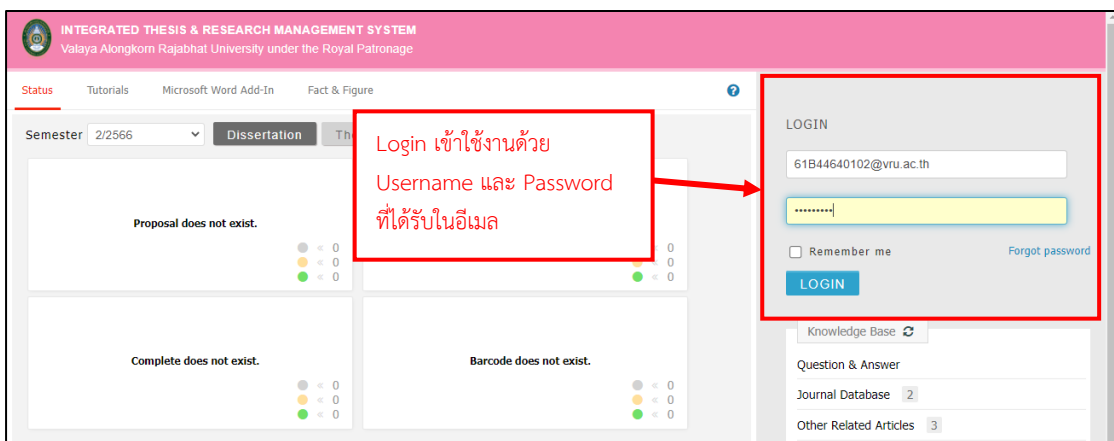 INTEGRATED THESIS & RESEARCH MANAGEMENT SYSTEM
Valaya Alongkorn Rajabhat University under the Royal Patronage
Status Tutorials Microsoft Word Add-In Fact & Figure
Semester 2/2566 Dissertation
Login เข้าใช้งานด้วย
Username และ Password
ที่ได้รับในอีเมล
Proposal does not exist.
« 0
« 0
« 0
0
0
« 0
Complete does not exist.
« 0
« 0
« 0
Barcode does not exist.
« 0
« 0
« 0
LOGIN
61B44640102@vru.ac.th
•••••••••
Remember me Forgot password
LOGIN
Knowledge Base
Question & Answer
Journal Database 2
Other Related Articles 3